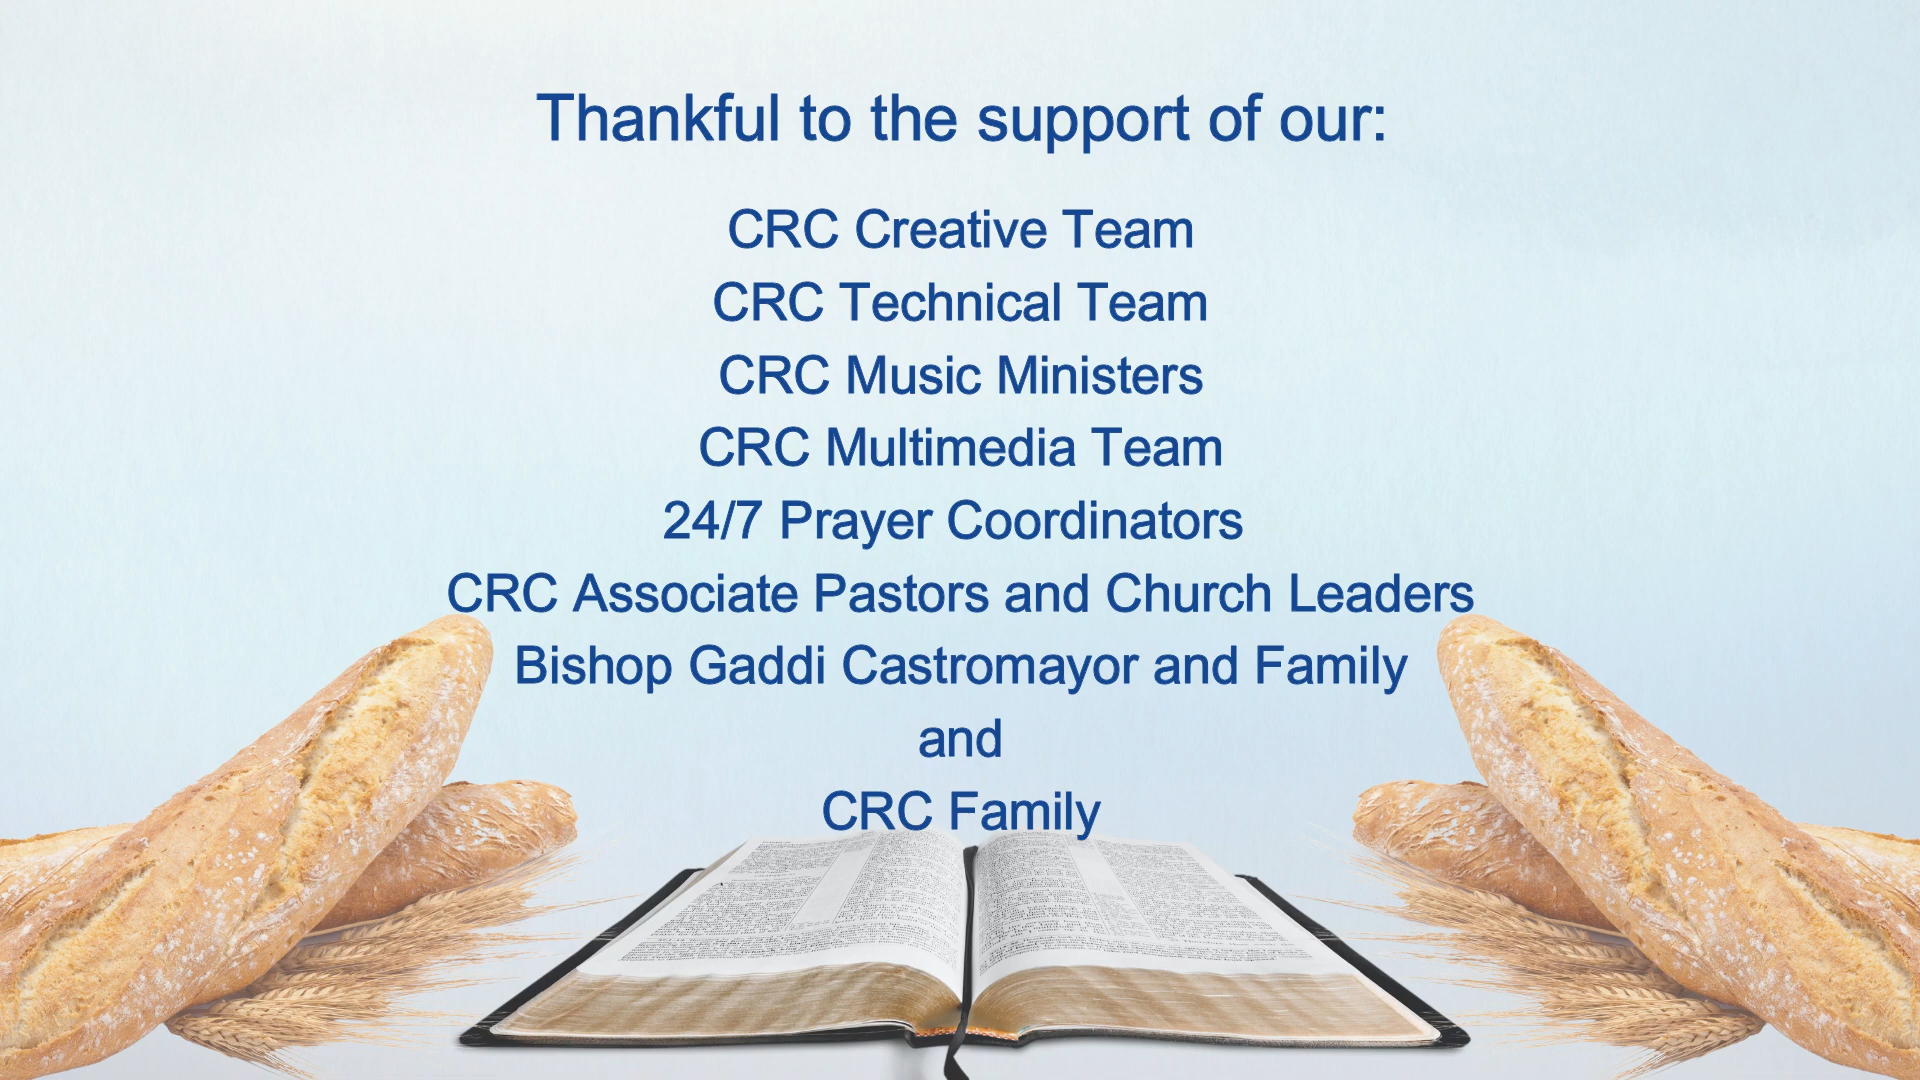 Thankful to the support of our:
CRC Creative Team
CRC Technical Team
CRC Music Ministers
CRC Multimedia Team
24/7 Prayer Coordinators
CRC Associate Pastors and Church Leaders
Bishop Gaddi Castromayor and Family
and
CRC Family